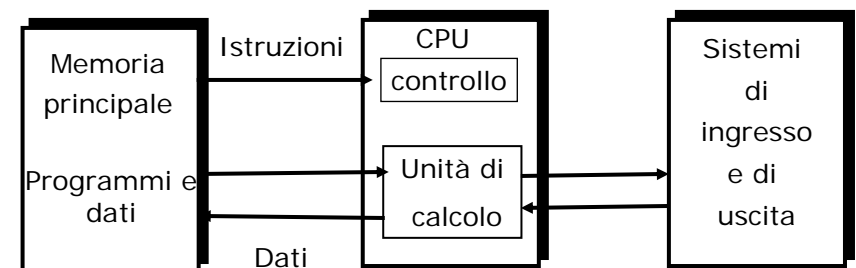 Memoria
principale
Programmi e
dati
Istruzioni
Dati
CPU
controllo
Unità di
calcolo
Sistemi
di
ingresso
e di
uscita